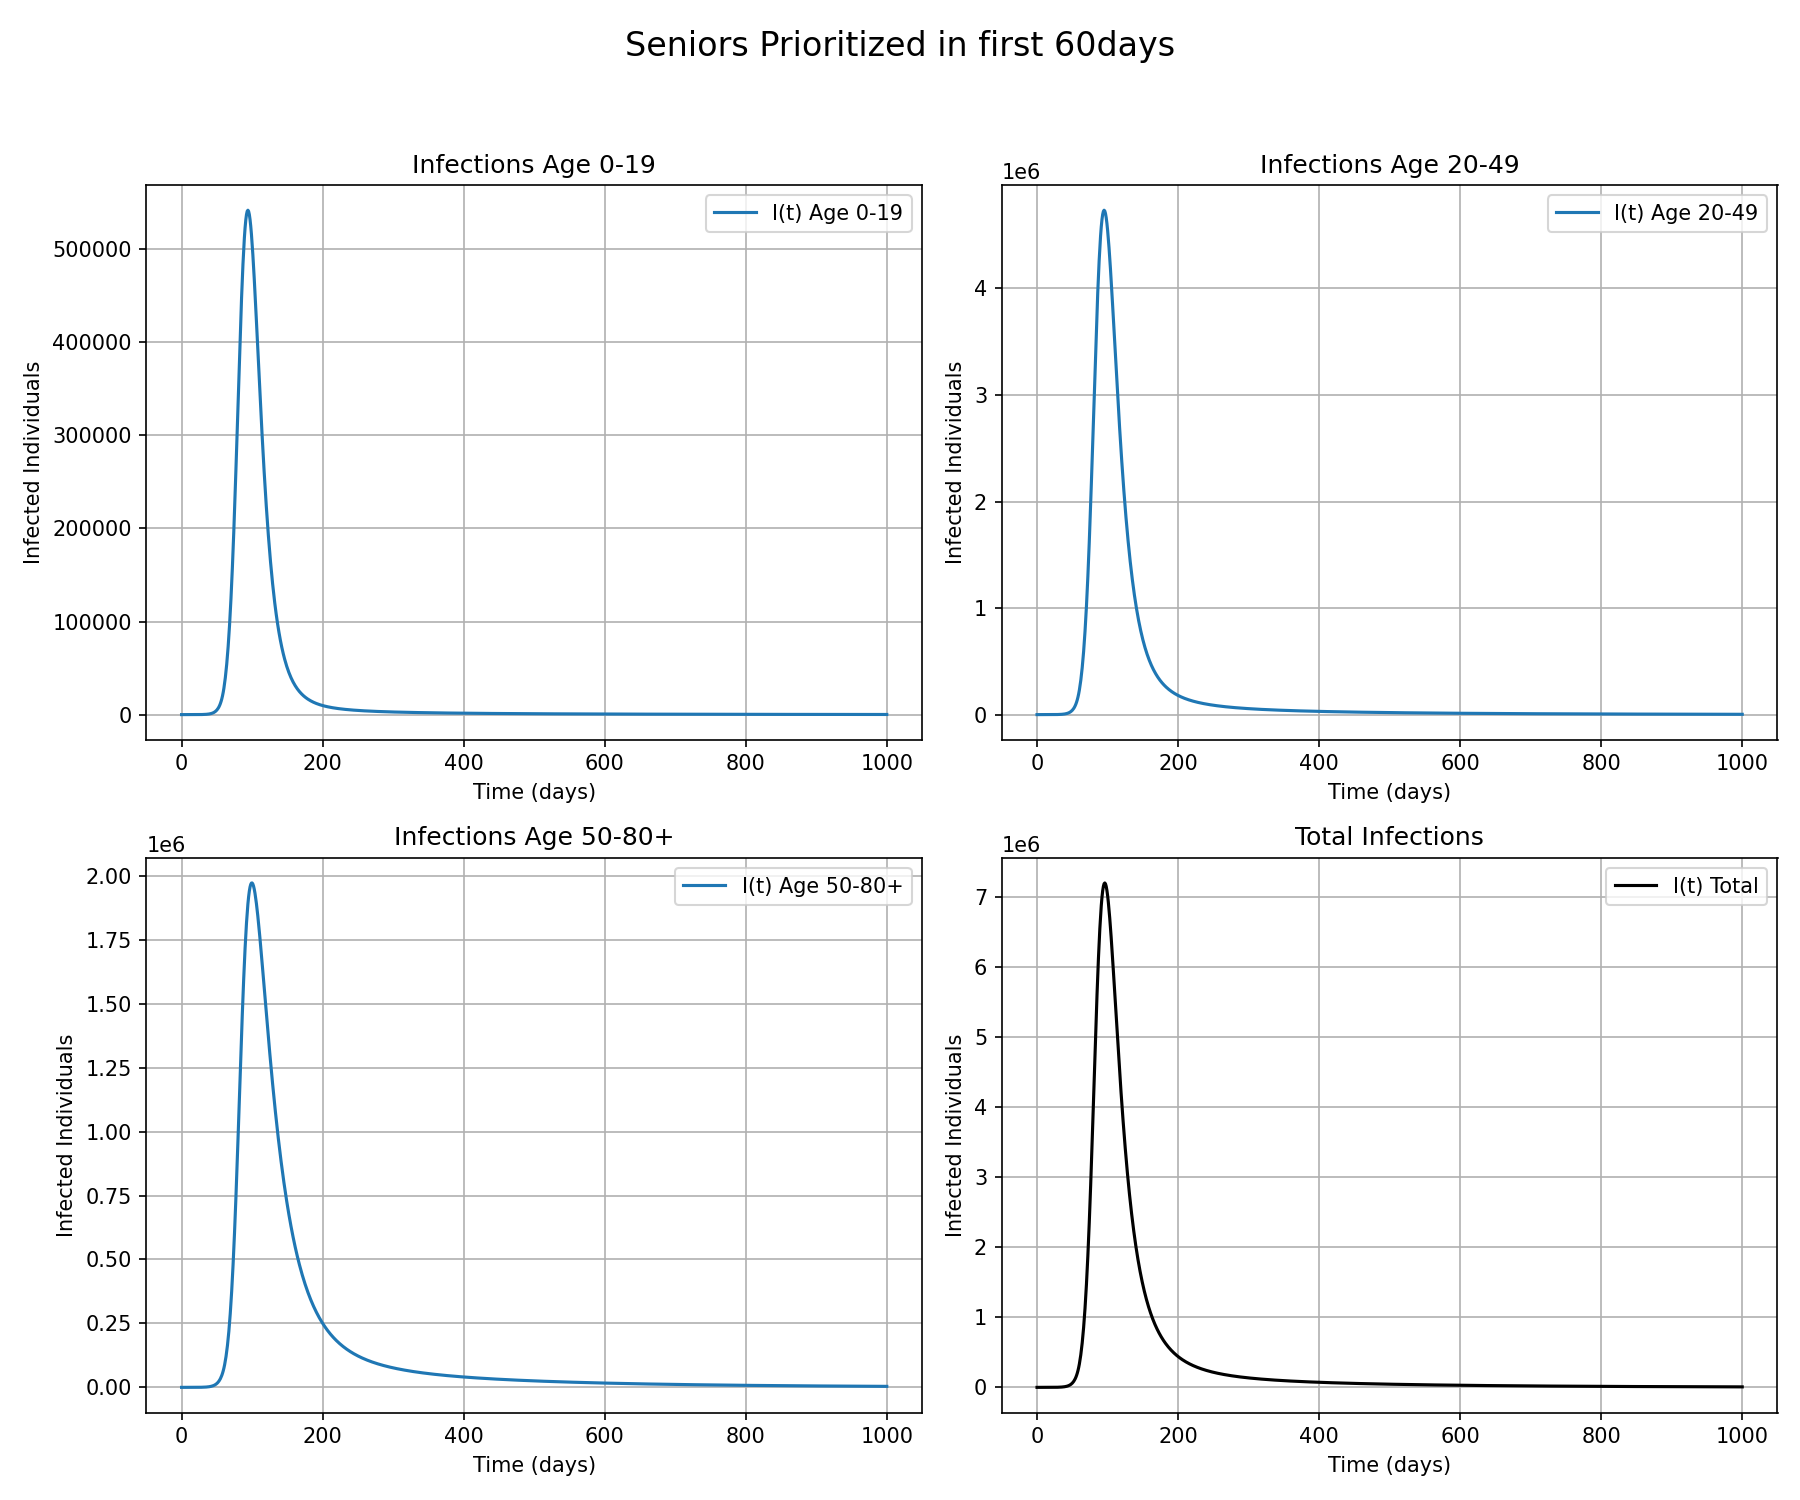 Seniors Prioritized in first 60days
Infections Age 0-19
I(t) Age 0-19
Infected Individuals
500000
400000
300000
200000
100000
0
0 200 400 600 800 1000
Time (days)
Infections Age 20-49
1e6
I(t) Age 20-49
Infected Individuals
4
3
2
1
0
0 200 400 600 800 1000
Time (days)
Infections Age 50-80+
1e6
I(t) Age 50-80+
Infected Individuals
2.00
1.75
1.50
1.25
1.00
0.75
0.50
0.25
0.00
0 200 400 600 800 1000
Time (days)
Total Infections
1e6
I(t) Total
Infected Individuals
7
6
5
4
3
2
1
0
0 200 400 600 800 1000
Time (days)